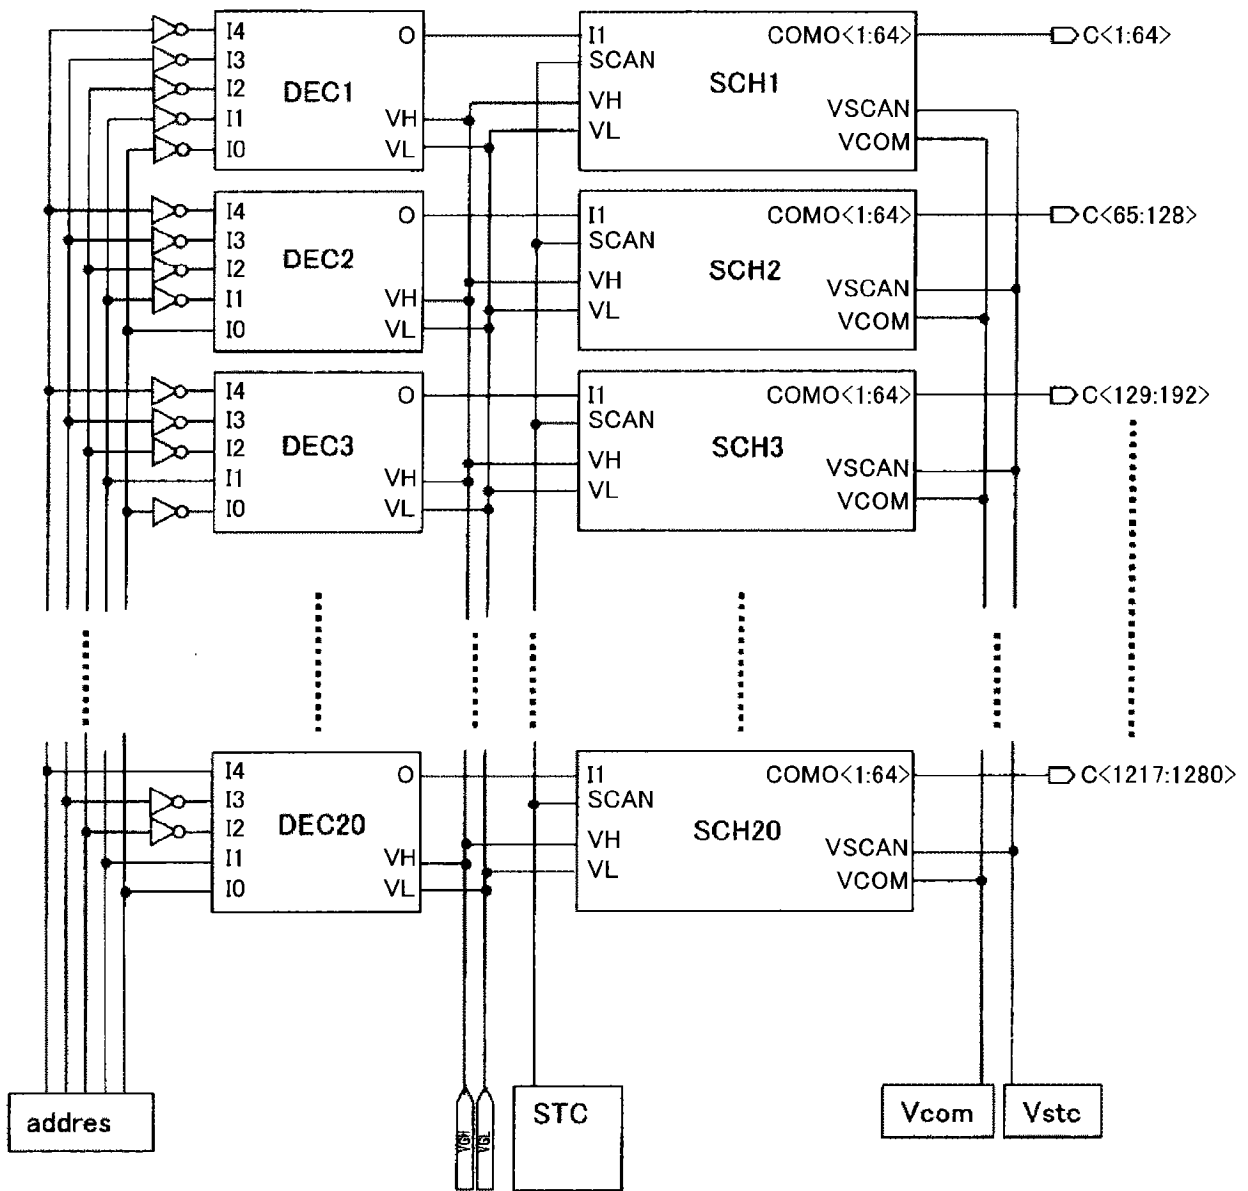 I4
I3
I2
I1
I0
DEC1
O
VH
VL
I1
SCAN
VH
VL
SCH1
COMO<1:64>
VSCAN
VCOM
C<1:64>
I4
I3
I2
I1
I0
DEC2
O
VH
VL
I1
SCAN
VH
VL
SCH2
COMO<1:64>
VSCAN
VCOM
C<65:128>
I4
I3
I2
I1
I0
DEC3
O
VH
VL
I1
SCAN
VH
VL
SCH3
COMO<1:64>
VSCAN
VCOM
C<129:192>
I4
I3
I2
I1
I0
DEC20
O
VH
VL
I1
SCAN
VH
VL
SCH20
COMO<1:64>
VSCAN
VCOM
C<1217:1280>
addres
VGH
VGL
STC
Vcom
Vstc